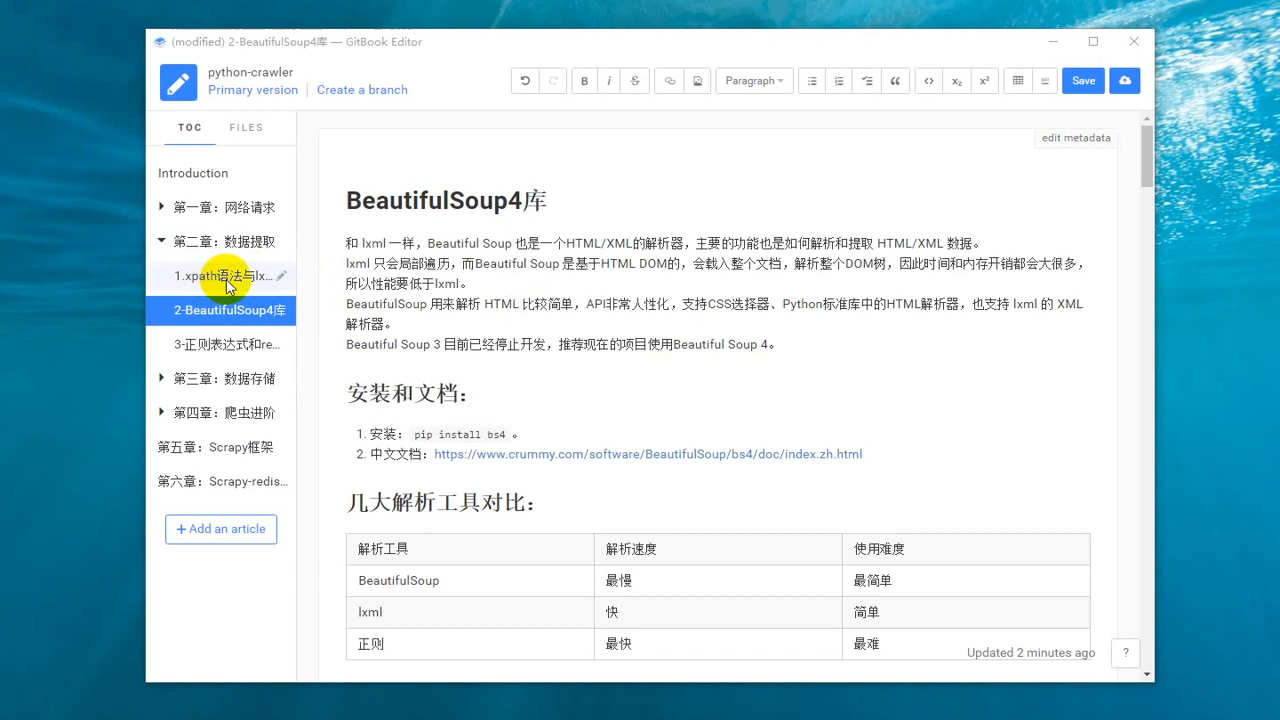 (modified) 2-BeautifulSoup4库 — GitBook Editor
python-crawler
Primary version
Create a branch
B
i
S
Paragraph
x₂
x²
Save
TOC
FILES
edit metadata
Introduction
第一章：网络请求
第二章：数据提取
1.xpath语法与lx...
2-BeautifulSoup4库
3-正则表达式和re...
第三章：数据存储
第四章：爬虫进阶
第五章：Scrapy框架
第六章：Scrapy-redis...
+ Add an article
BeautifulSoup4库
和 lxml 一样，Beautiful Soup 也是一个HTML/XML的解析器，主要的功能也是如何解析和提取 HTML/XML 数据。
lxml 只会局部遍历，而Beautiful Soup 是基于HTML DOM的，会载入整个文档，解析整个DOM树，因此时间和内存开销都会大很多，
所以性能要低于lxml。
BeautifulSoup 用来解析 HTML 比较简单，API非常人性化，支持CSS选择器、Python标准库中的HTML解析器，也支持 lxml 的 XML
解析器。
Beautiful Soup 3 目前已经停止开发，推荐现在的项目使用Beautiful Soup 4。
安装和文档：
1. 安装： pip install bs4 。
2. 中文文档：https://www.crummy.com/software/BeautifulSoup/bs4/doc/index.zh.html
几大解析工具对比：
解析工具 解析速度 使用难度
BeautifulSoup 最慢 最简单
lxml 快 简单
正则 最快 最难
Updated 2 minutes ago
?